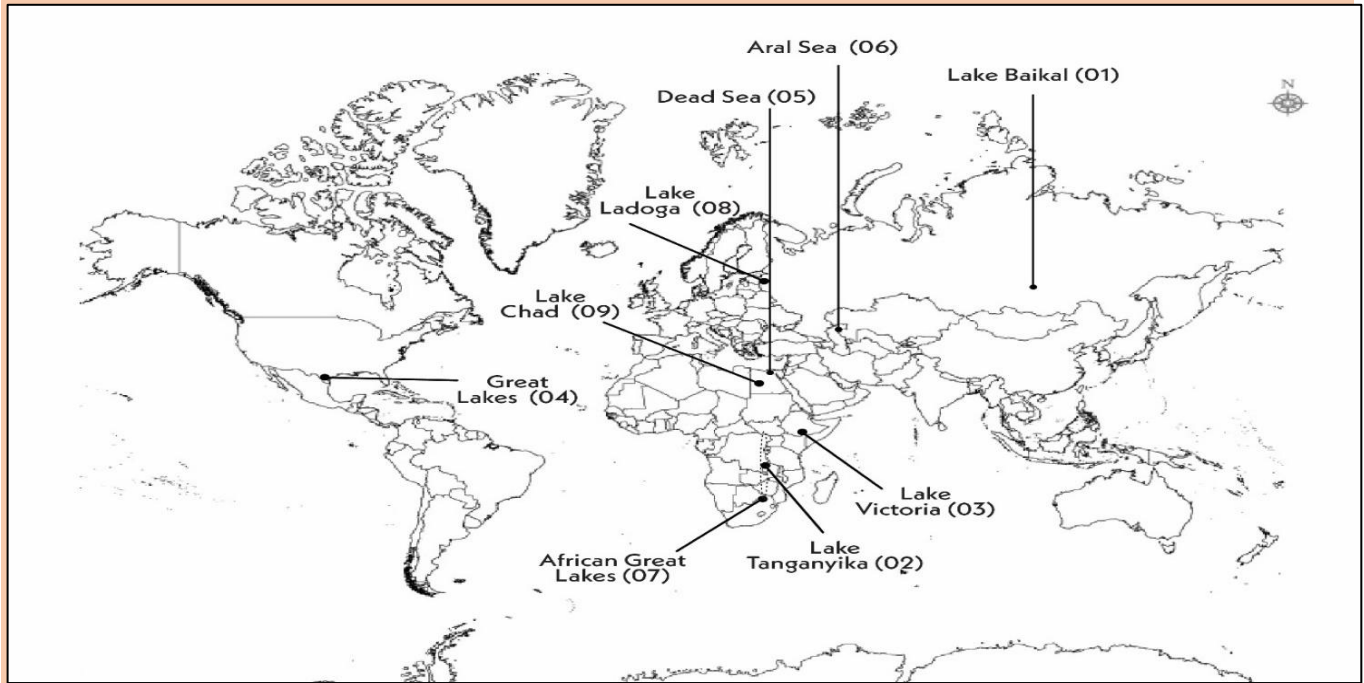 Aral Sea (06)
Lake Baikal (01)
Dead Sea (05)
N
Lake
Ladoga (08)
Lake
Chad (09)
Great
Lakes (04)
Lake
Victoria (03)
Lake
Tanganyika (02)
African Great
Lakes (07)